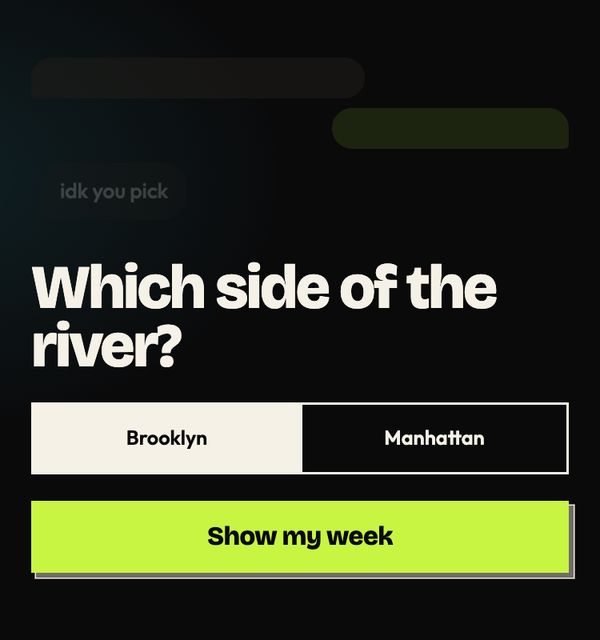 idk you pick
Which side of the
river?
Brooklyn
Manhattan
Show my week